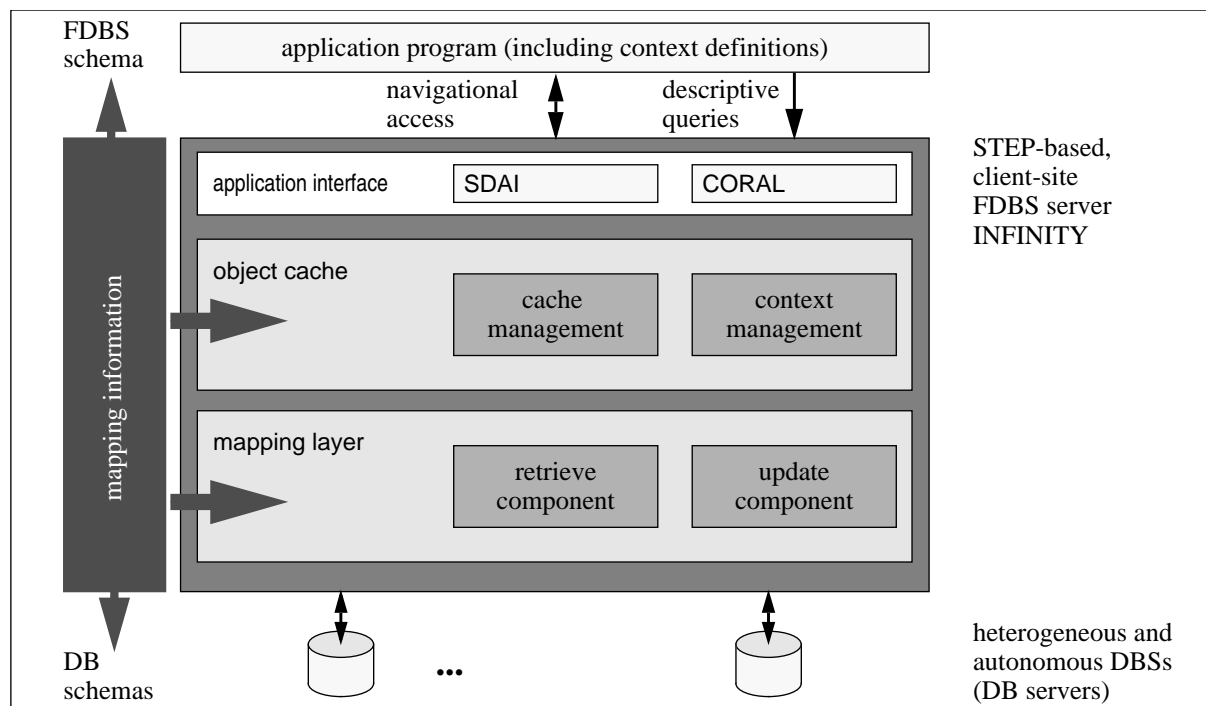 FDBS
schema
application program (including context definitions)
navigational
access
descriptive
queries
STEP-based,
client-site
FDBS server
INFINITY
application interface
SDAI
CORAL
mapping information
object cache
cache
management
context
management
mapping layer
retrieve
component
update
component
DB
schemas
...
heterogeneous and
autonomous DBSs
(DB servers)